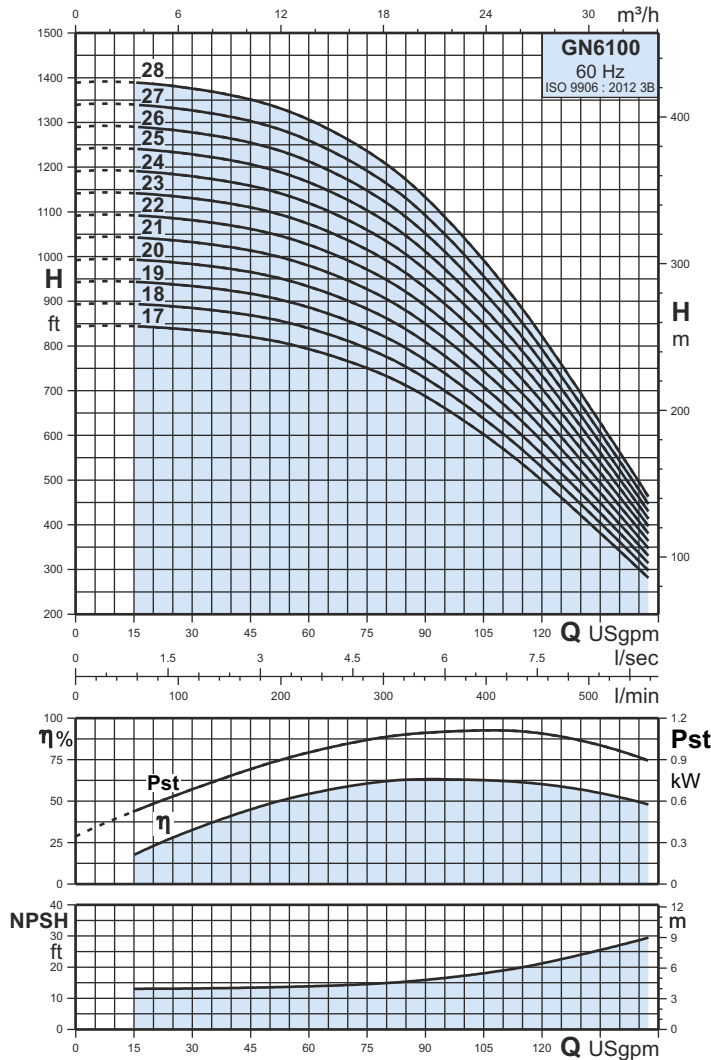 0 6 12 18 24 30 m³/h
GN6100
60 Hz
ISO 9906 : 2012 3B
1500
1400
1300
1200
1100
1000
900
800
700
600
500
400
300
200
H
ft
28
27
26
25
24
23
22
21
20
19
18
17
400
300
200
100
H
m
0 15 30 45 60 75 90 105 120 Q USgpm
0 1.5 3 4.5 6 7.5 l/sec
0 100 200 300 400 500 l/min
100
75
50
25
0
η%
Pst
η
1.2
0.9
0.6
0.3
0
Pst
kW
40
30
20
10
0
NPSH
ft
12
9
6
3
0
m
0 15 30 45 60 75 90 105 120 Q USgpm